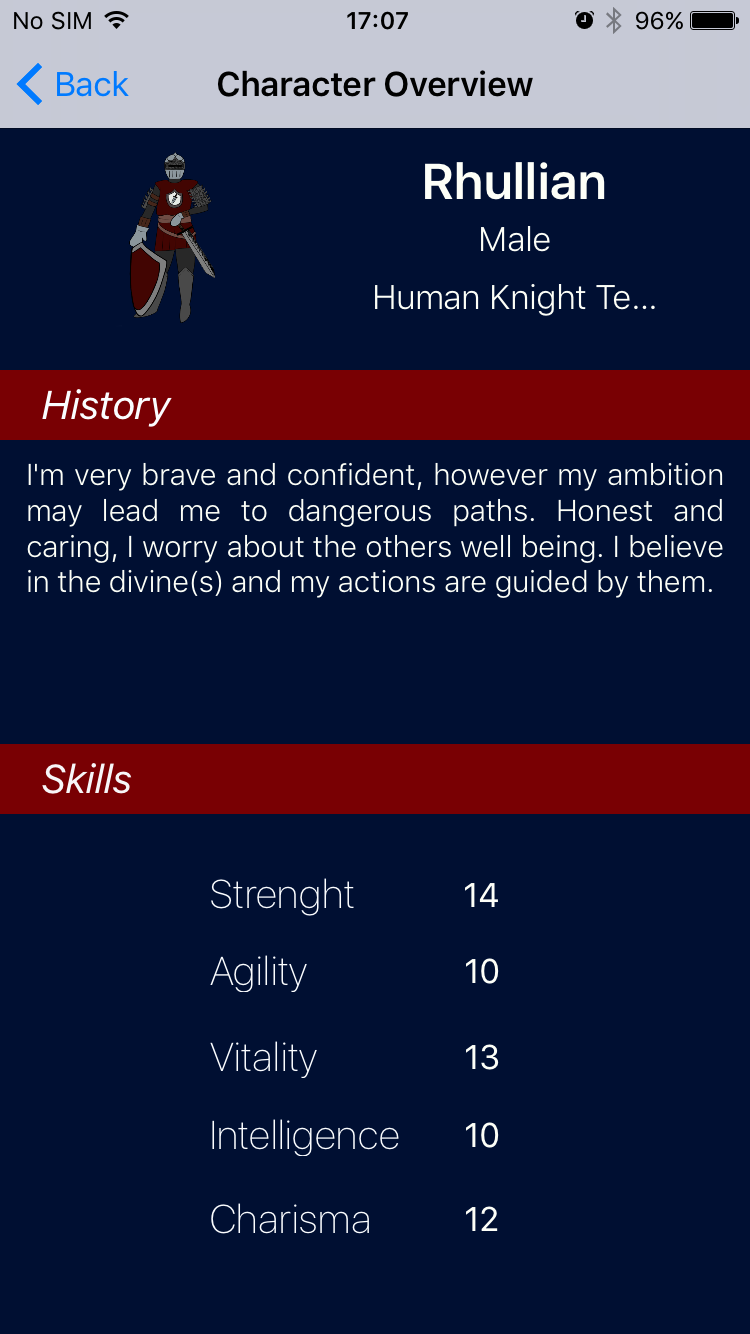 No SIM 17:07 96%
Back Character Overview
Rhullian
Male
Human Knight Te...
History
I'm very brave and confident, however my ambition
may lead me to dangerous paths. Honest and
caring, I worry about the others well being. I believe
in the divine(s) and my actions are guided by them.
Skills
Strenght 14
Agility 10
Vitality 13
Intelligence 10
Charisma 12